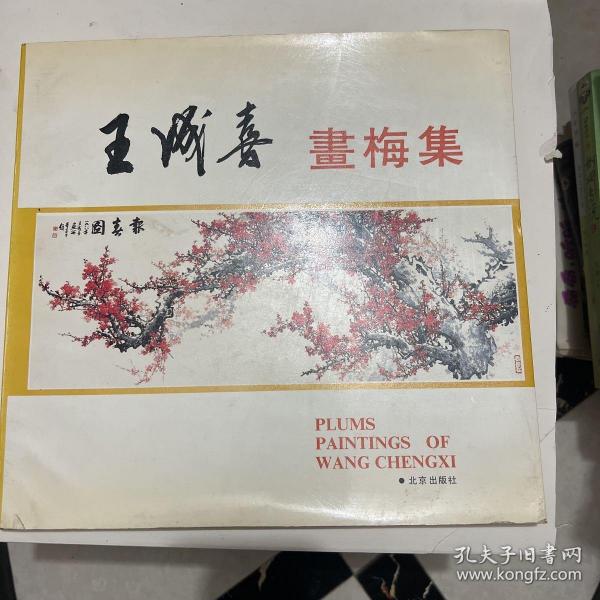 王成喜 畫梅集
報春圖
PLUMS
PAINTINGS OF
WANG CHENGXI
●北京出版社
孔夫子旧书网
www.kongfz.com